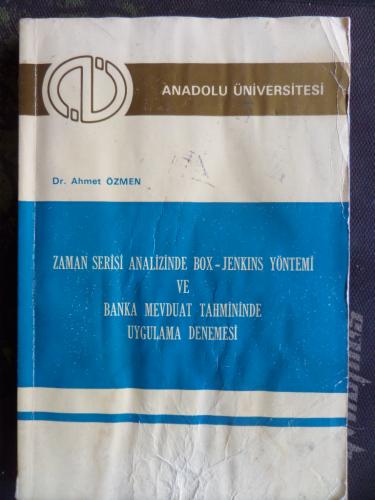 ANADOLU ÜNİVERSİTESİ
Dr. Ahmet ÖZMEN
ZAMAN SERİSİ ANALİZİNDE BOX-JENKINS YÖNTEMİ
VE
BANKA MEVDUAT TAHMİNİNDE
UYGULAMA DENEMESİ